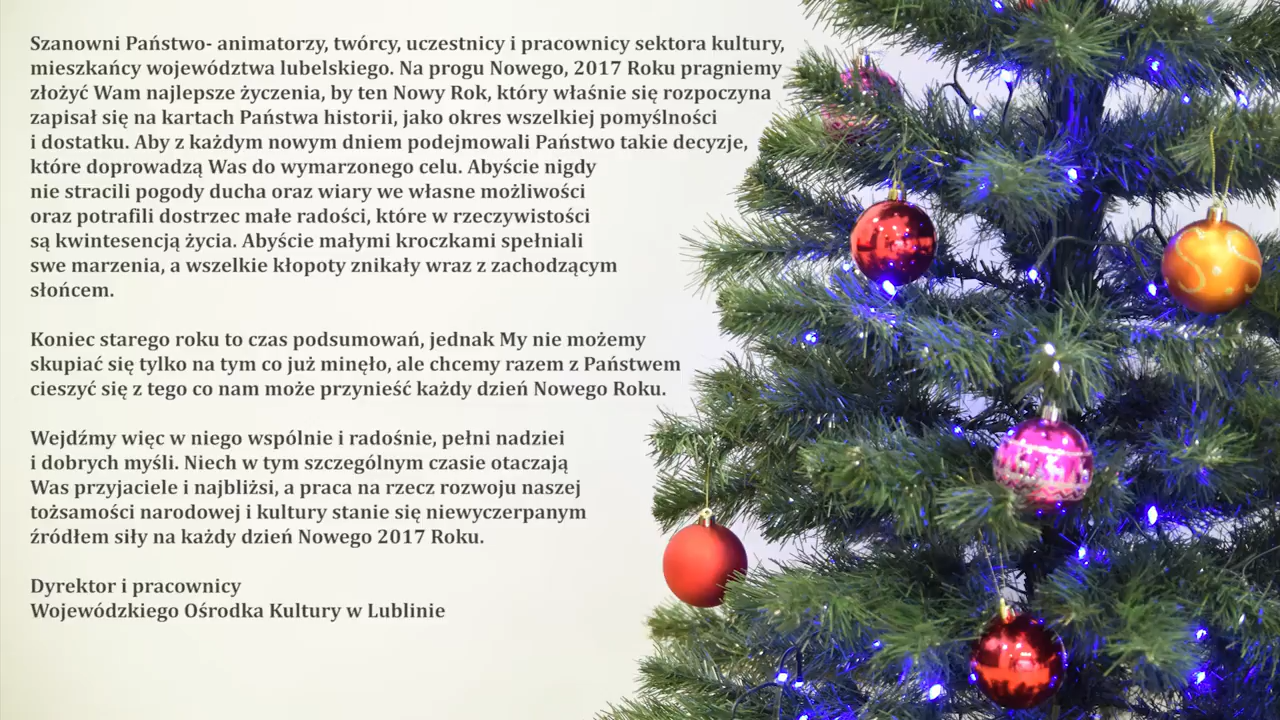 Szanowni Państwo- animatorzy, twórcy, uczestnicy i pracownicy sektora kultury,
mieszkańcy województwa lubelskiego. Na progu Nowego, 2017 Roku pragniemy
złożyć Wam najlepsze życzenia, by ten Nowy Rok, który właśnie się rozpoczyna
zapisał się na kartach Państwa historii, jako okres wszelkiej pomyślności
i dostatku. Aby z każdym nowym dniem podejmowali Państwo takie decyzje,
które doprowadzą Was do wymarzonego celu. Abyście nigdy
nie stracili pogody ducha oraz wiary we własne możliwości
oraz potrafili dostrzec małe radości, które w rzeczywistości
są kwintesencją życia. Abyście małymi kroczkami spełniali
swe marzenia, a wszelkie kłopoty znikały wraz z zachodzącym
słońcem.
Koniec starego roku to czas podsumowań, jednak My nie możemy
skupiać się tylko na tym co już minęło, ale chcemy razem z Państwem
cieszyć się z tego co nam może przynieść każdy dzień Nowego Roku.
Wejdźmy więc w niego wspólnie i radośnie, pełni nadziei
i dobrych myśli. Niech w tym szczególnym czasie otaczają
Was przyjaciele i najbliżsi, a praca na rzecz rozwoju naszej
tożsamości narodowej i kultury stanie się niewyczerpanym
źródłem siły na każdy dzień Nowego 2017 Roku.
Dyrektor i pracownicy
Wojewódzkiego Ośrodka Kultury w Lublinie